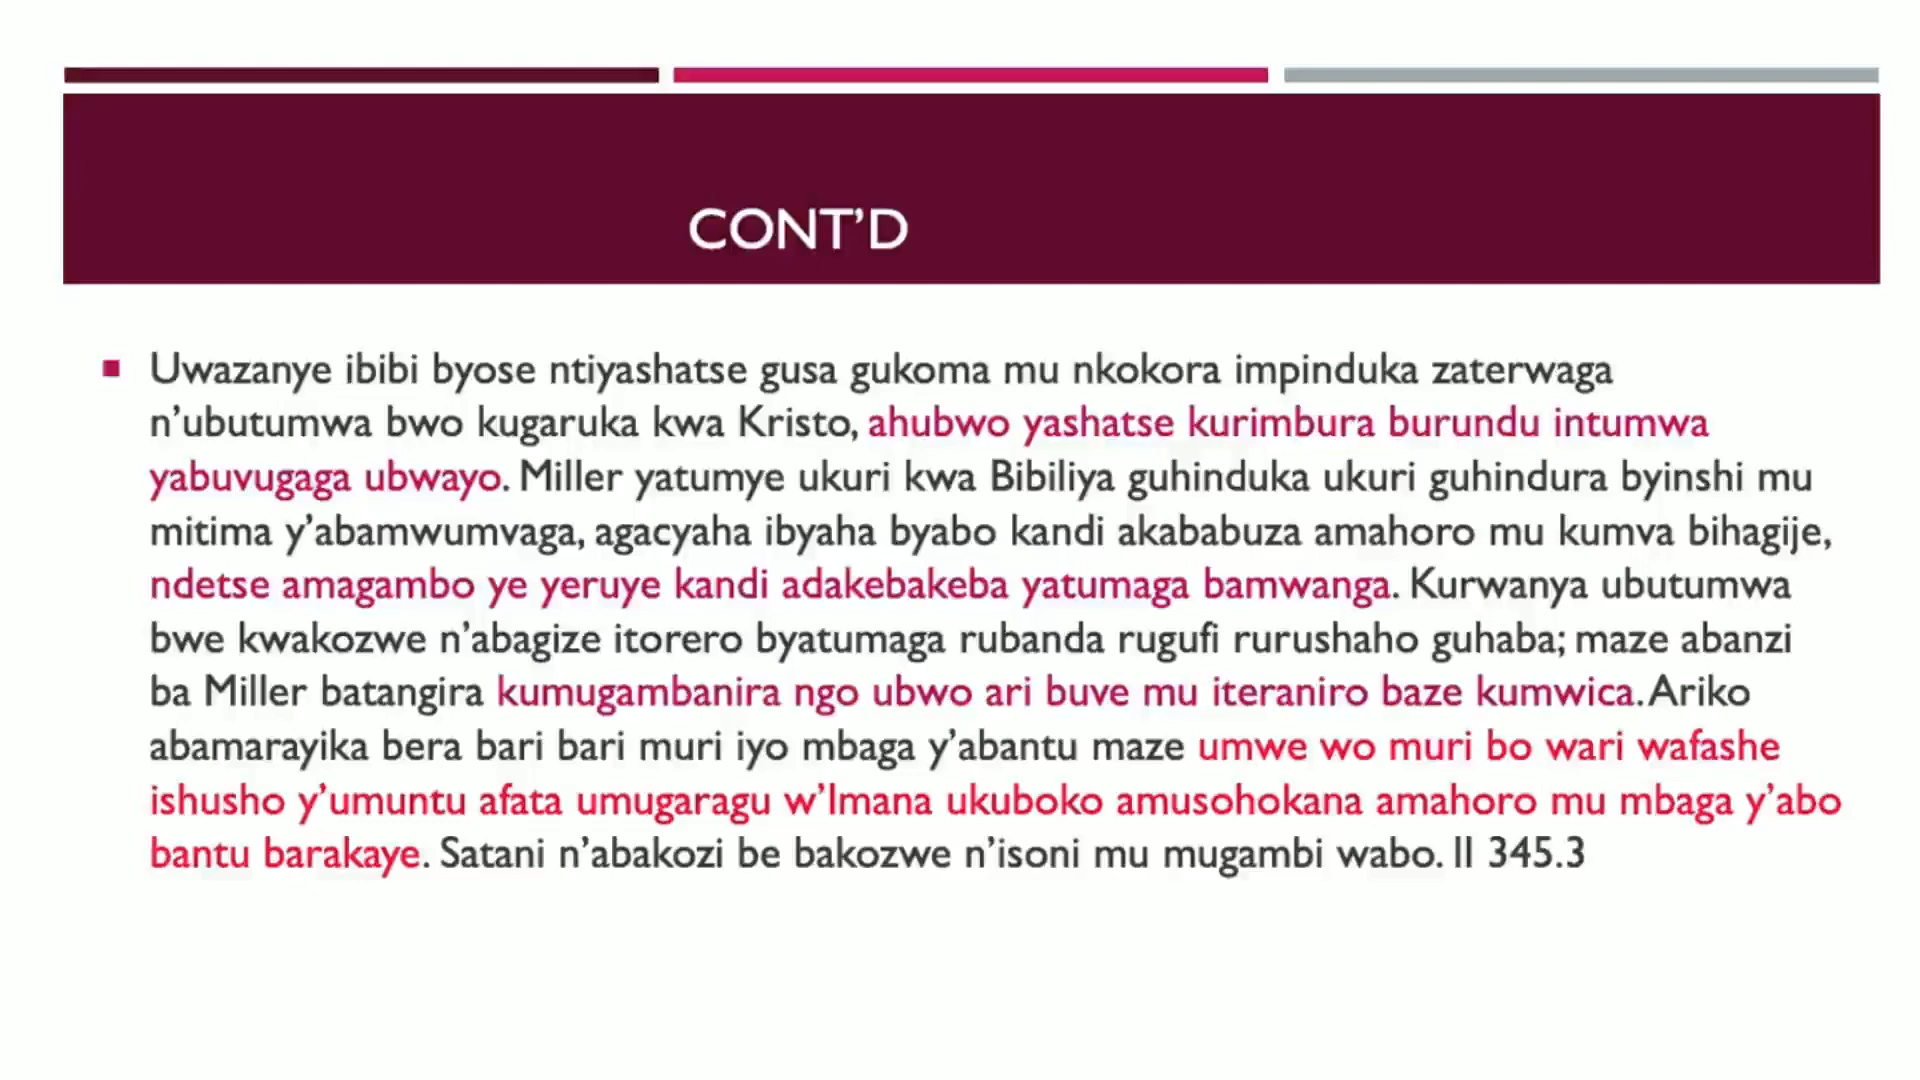 CONT’D
Uwazanye ibibi byose ntiyashatse gusa gukoma mu nkokora impinduka zaterwaga
n’ubutumwa bwo kugaruka kwa Kristo, ahubwo yashatse kurimbura burundu intumwa
yabuvugaga ubwayo. Miller yatumye ukuri kwa Bibiliya guhinduka ukuri guhindura byinshi mu
mitima y’abamwumvaga, agacyaha ibyaha byabo kandi akababuza amahoro mu kumva bihagije,
ndetse amagambo ye yeruye kandi adakebakeba yatumaga bamwanga. Kurwanya ubutumwa
bwe kwakozwe n’abagize itorero byatumaga rubanda rugufi rurushaho guhaba; maze abanzi
ba Miller batangira kumugambanira ngo ubwo ari buve mu iteraniro baze kumwica. Ariko
abamarayika bera bari bari muri iyo mbaga y’abantu maze umwe wo muri bo wari wafashe
ishusho y’umuntu afata umugaragu w’Imana ukuboko amusohokana amahoro mu mbaga y’abo
bantu barakaye. Satani n’abakozi be bakozwe n’isoni mu mugambi wabo. II 345.3